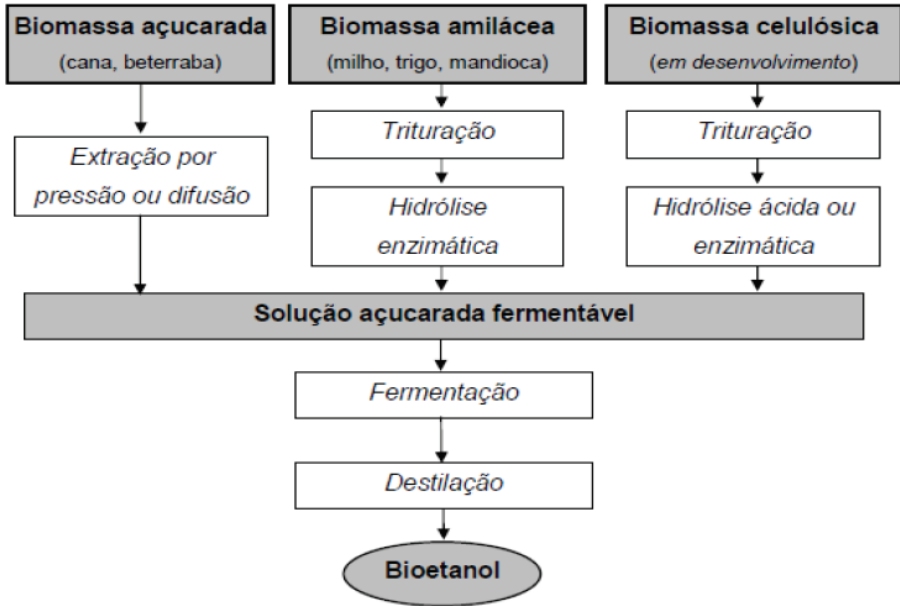 Biomassa açucarada
(cana, beterraba)
Biomassa amilácea
(milho, trigo, mandioca)
Biomassa celulósica
(em desenvolvimento)
Extração por
pressão ou difusão
Trituração
Hidrólise
enzimática
Trituração
Hidrólise ácida ou
enzimática
Solução açucarada fermentável
Fermentação
Destilação
Bioetanol